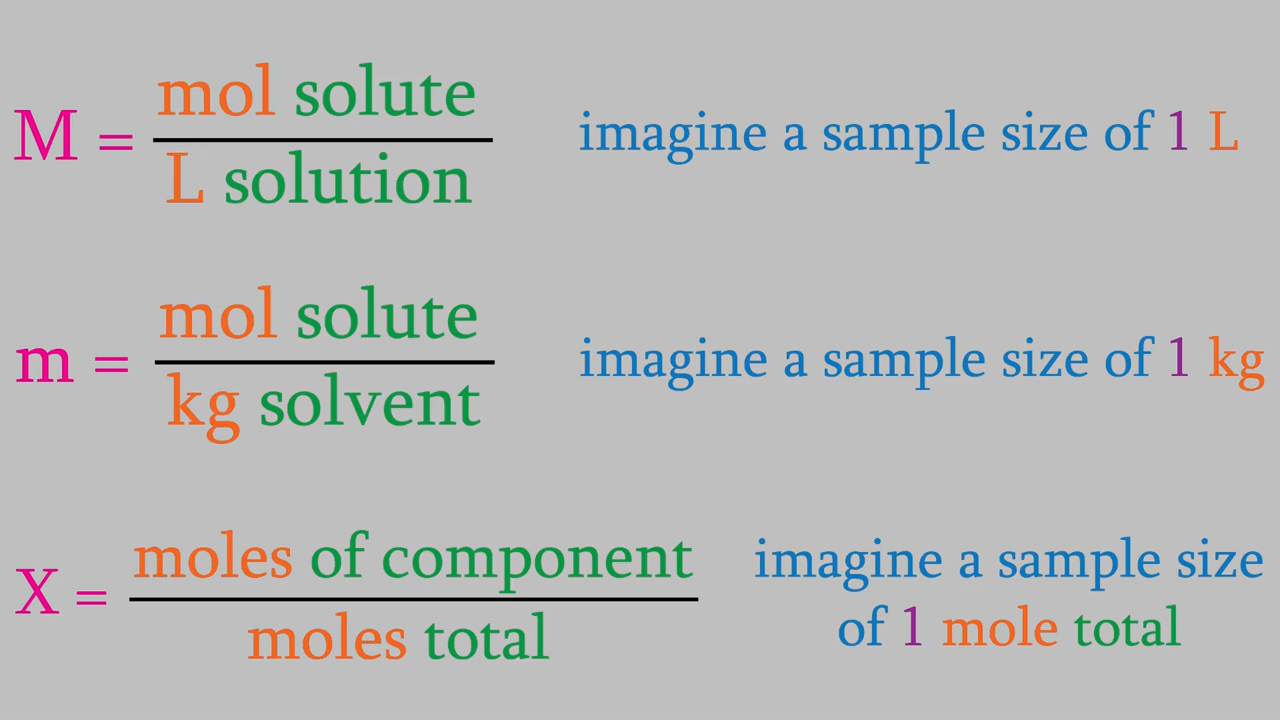 M = mol solute
L solution
imagine a sample size of 1 L
m = mol solute
kg solvent
imagine a sample size of 1 kg
X = moles of component
moles total
imagine a sample size
of 1 mole total